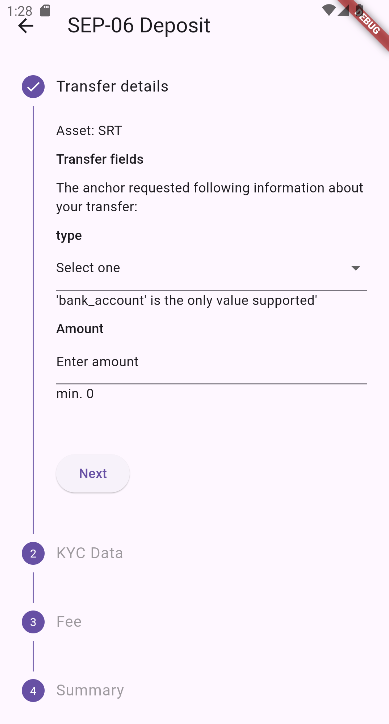 1:28
DEBUG
SEP-06 Deposit
Transfer details
Asset: SRT
Transfer fields
The anchor requested following information about
your transfer:
type
Select one
'bank_account' is the only value supported'
Amount
Enter amount
min. 0
Next
2 KYC Data
3 Fee
4 Summary